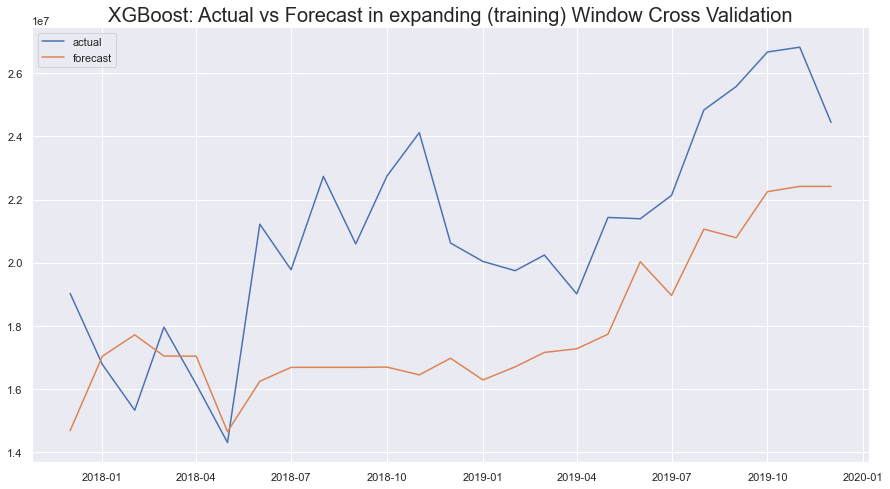 XGBoost: Actual vs Forecast in expanding (training) Window Cross Validation
1e7
actual
forecast
2.6
2.4
2.2
2.0
1.8
1.6
1.4
2018-01 2018-04 2018-07 2018-10 2019-01 2019-04 2019-07 2019-10 2020-01